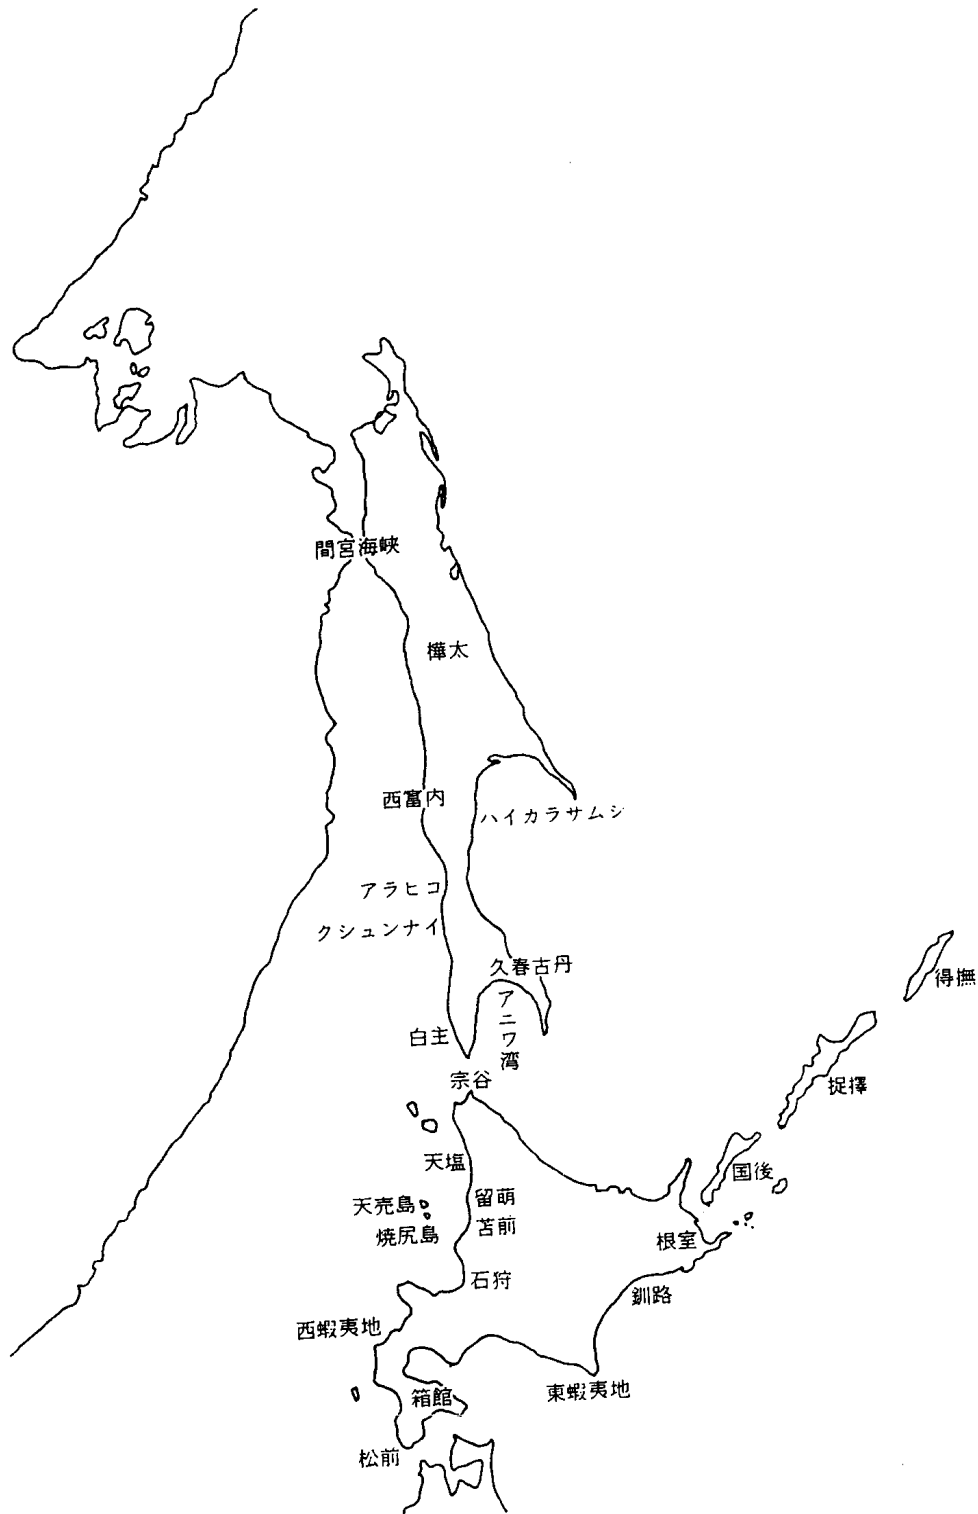 間宮海峡
樺太
西富内
ハイカラサムシ
アラヒコ
クシュンナイ
久春古丹
アニワ湾
白主
宗谷
得撫
捉擇
国後
天塩
天売島
焼尻島
留萌
苫前
根室
石狩
釧路
西蝦夷地
東蝦夷地
箱館
松前